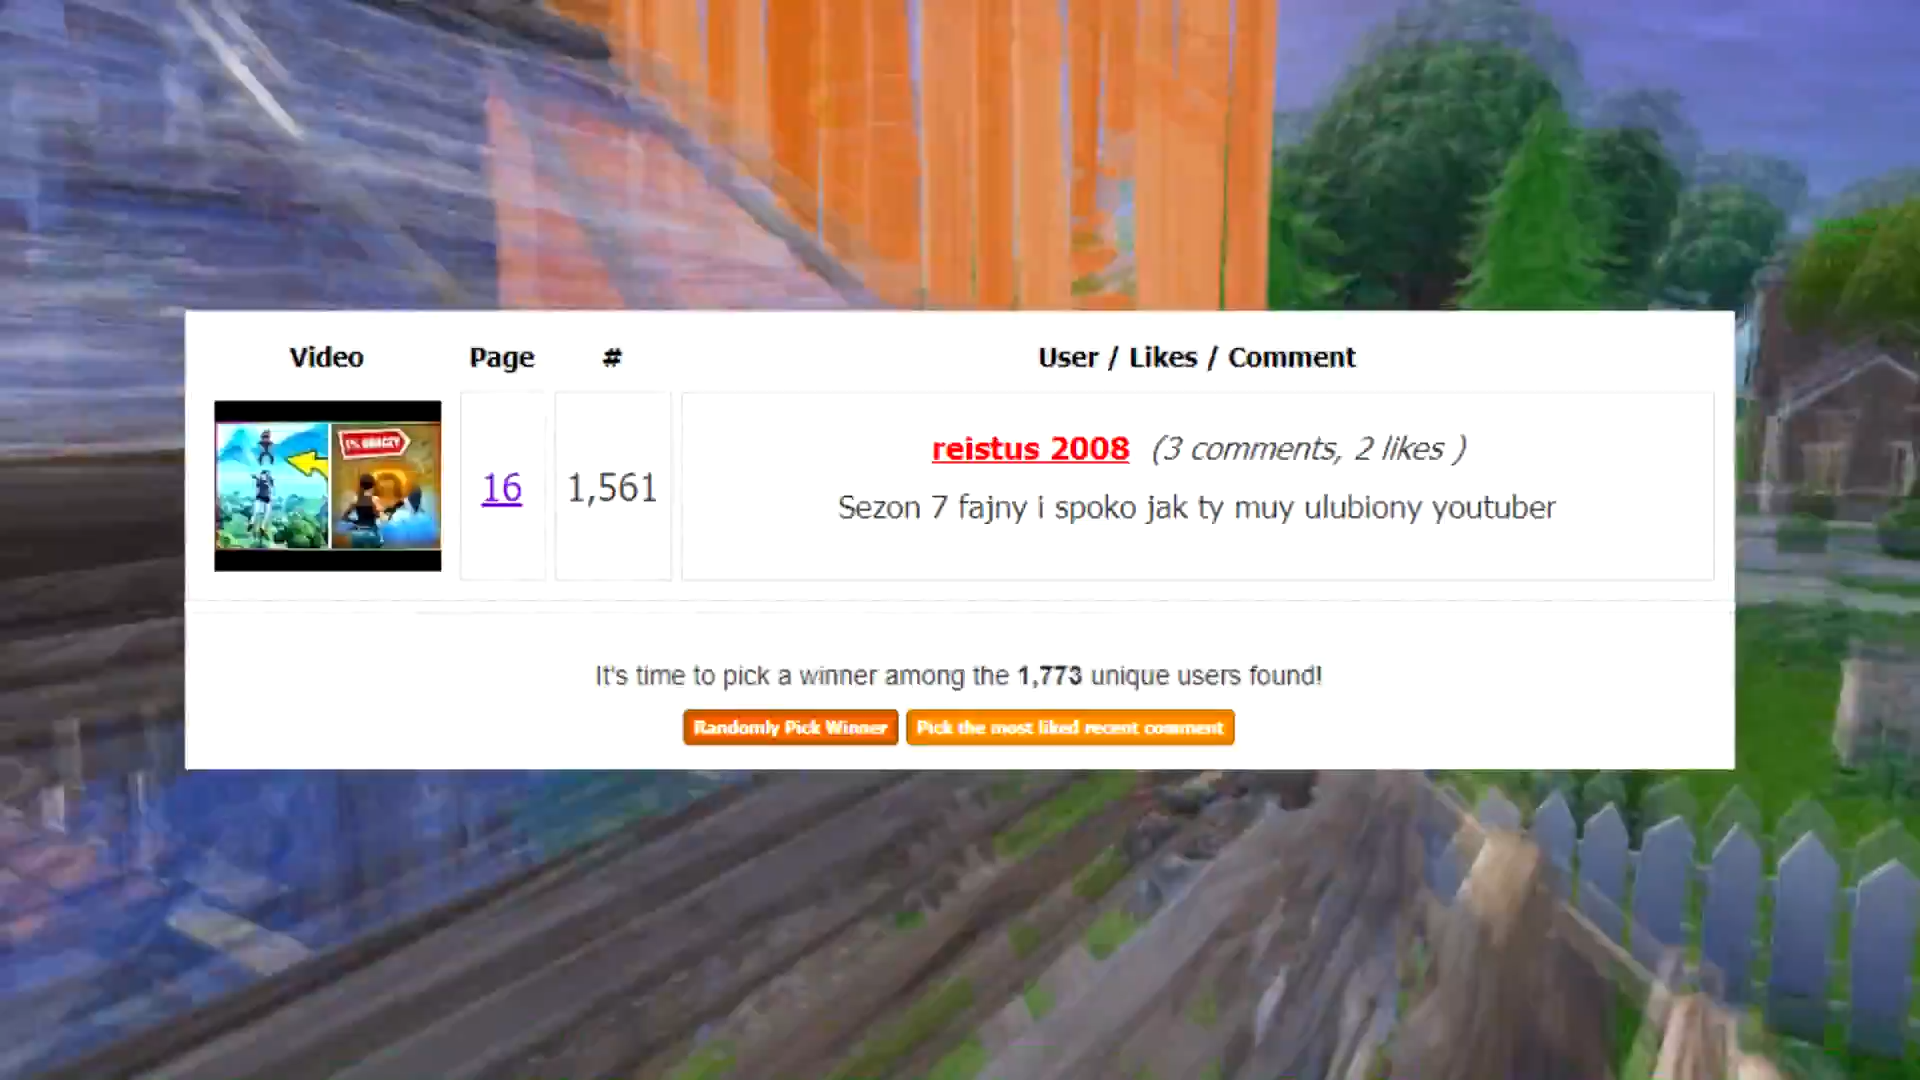 Video Page # User / Likes / Comment
1% GRACZY
reistus 2008 (3 comments, 2 likes )
16 1,561
Sezon 7 fajny i spoko jak ty muy ulubiony youtuber
It's time to pick a winner among the 1,773 unique users found!
Randomly Pick Winner Pick the most liked recent comment